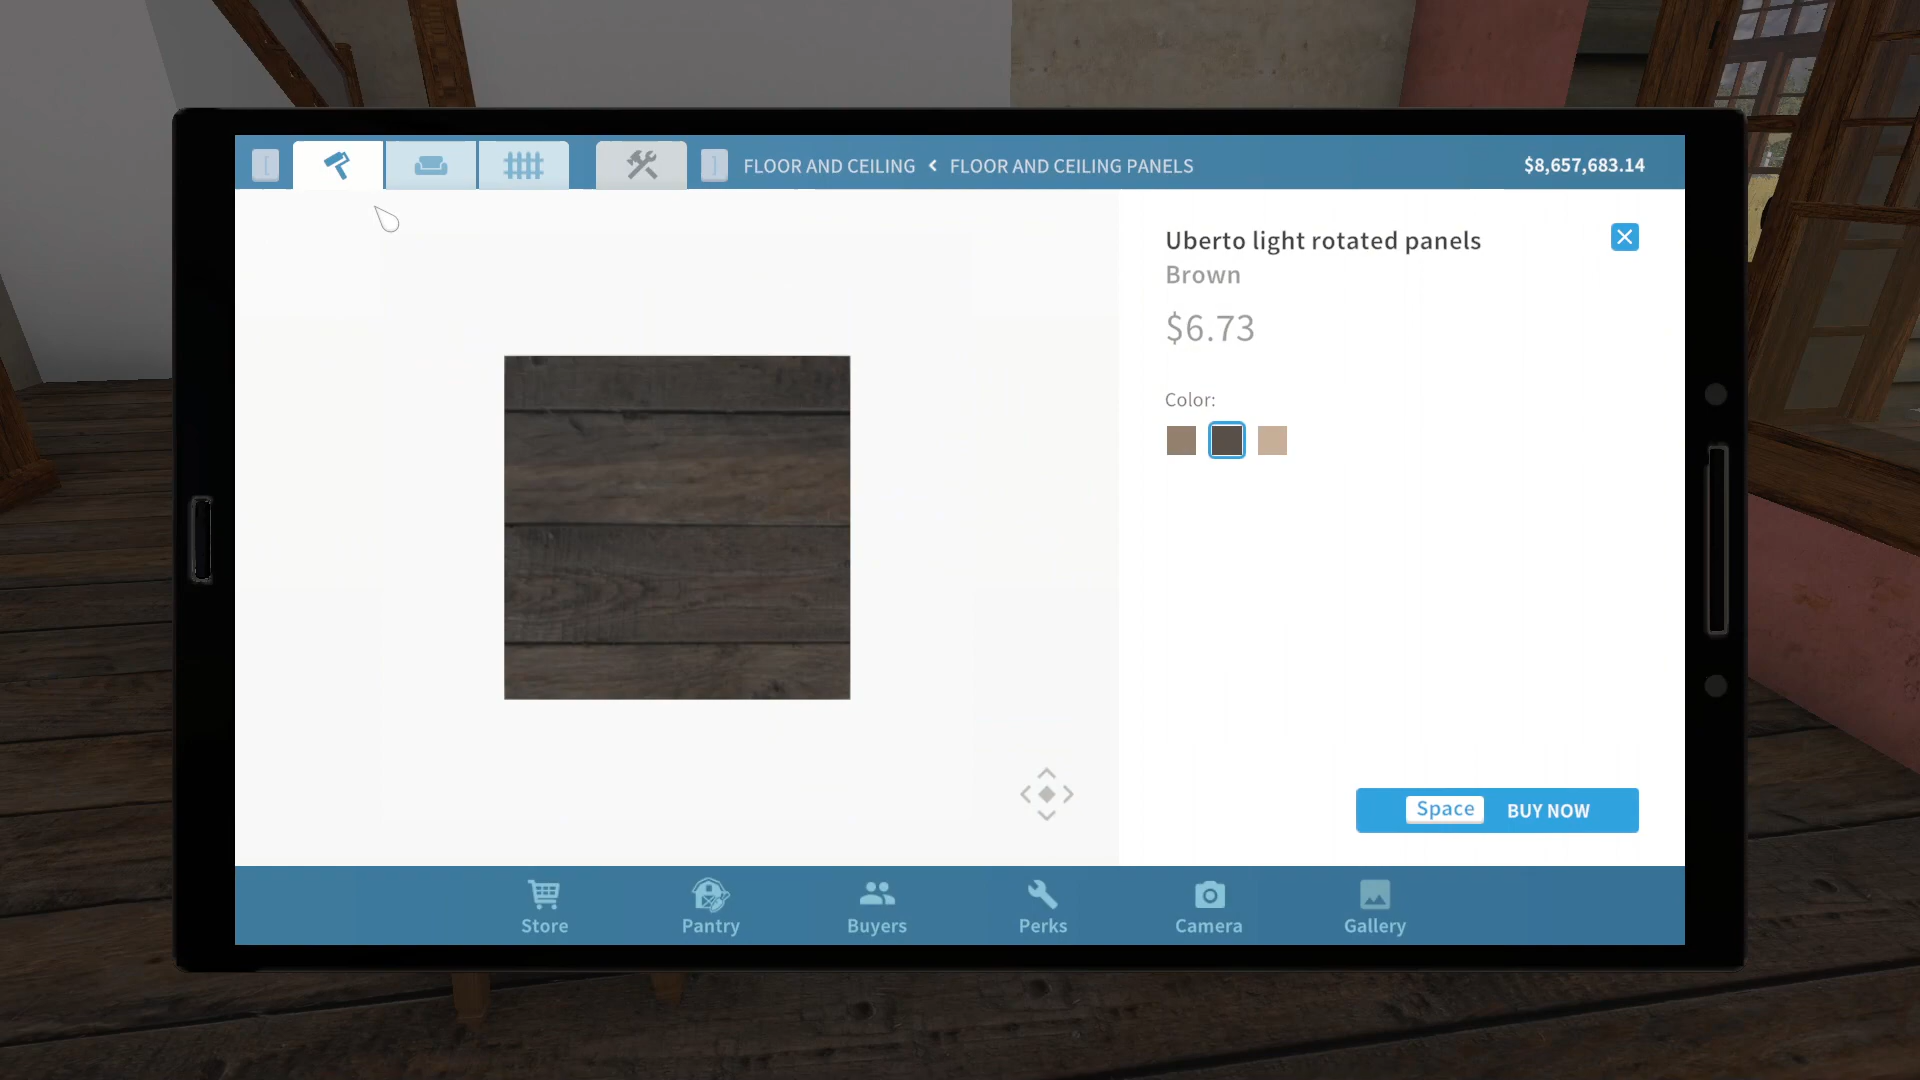 [
]
FLOOR AND CEILING < FLOOR AND CEILING PANELS
$8,657,683.14
Uberto light rotated panels
Brown
$6.73
Color:
Space BUY NOW
Store
Pantry
Buyers
Perks
Camera
Gallery